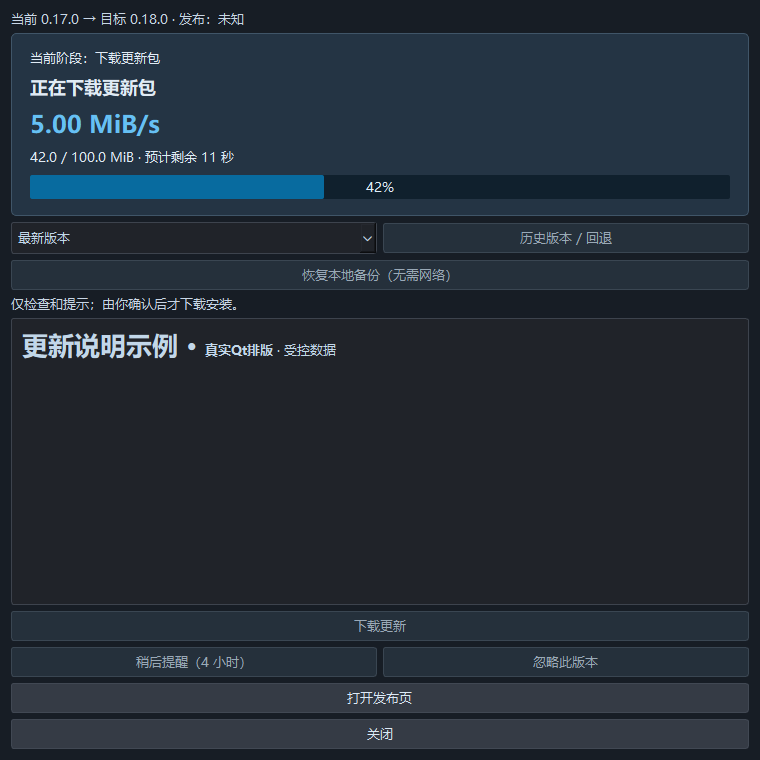 当前 0.17.0 → 目标 0.18.0 · 发布：未知
当前阶段：下载更新包
正在下载更新包
5.00 MiB/s
42.0 / 100.0 MiB · 预计剩余 11 秒
42%
最新版本
历史版本 / 回退
恢复本地备份（无需网络）
仅检查和提示；由你确认后才下载安装。
更新说明示例 • 真实Qt排版 · 受控数据
下载更新
稍后提醒（4 小时）
忽略此版本
打开发布页
关闭